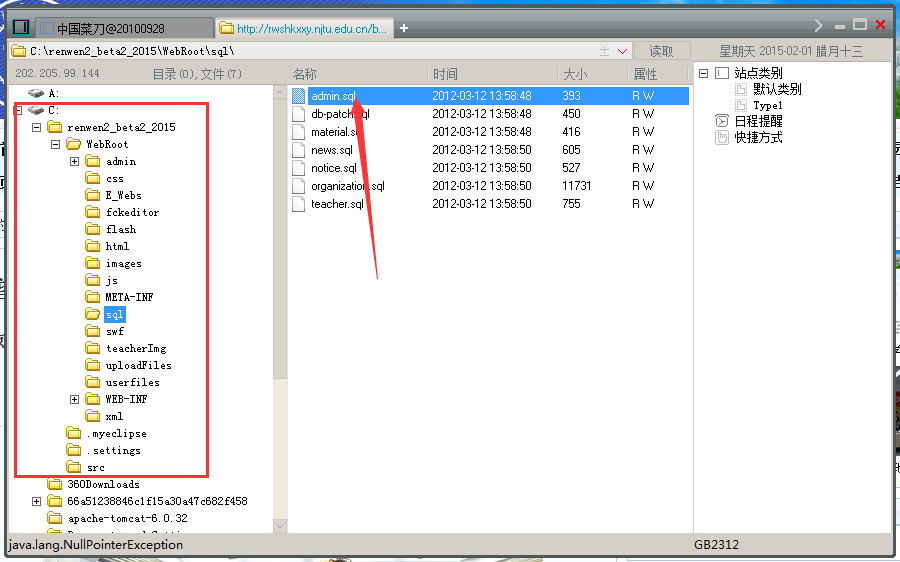 中国菜刀@20100928
http://rwshkxxy.njtu.edu.cn/b...
C:\renwen2_beta2_2015\WebRoot\sql\
读取
星期天 2015-02-01 腊月十三
202.205.99.144
目录(0),文件(7)
名称
时间
大小
属性
A:
C:
renwen2_beta2_2015
WebRoot
admin
css
E_Webs
fckeditor
flash
html
images
js
META-INF
sql
swf
teacherImg
uploadFiles
userfiles
WEB-INF
xml
.myeclipse
.settings
src
360Downloads
66a51238846c1f15a30a47c682f458
apache-tomcat-6.0.32
admin.sql 2012-03-12 13:58:48 393 R W
db-patch.sql 2012-03-12 13:58:48 450 R W
material.sql 2012-03-12 13:58:48 416 R W
news.sql 2012-03-12 13:58:50 605 R W
notice.sql 2012-03-12 13:58:50 527 R W
organization.sql 2012-03-12 13:58:50 11731 R W
teacher.sql 2012-03-12 13:58:50 755 R W
站点类别
默认类别
Type1
日程提醒
快捷方式
java.lang.NullPointerException
GB2312